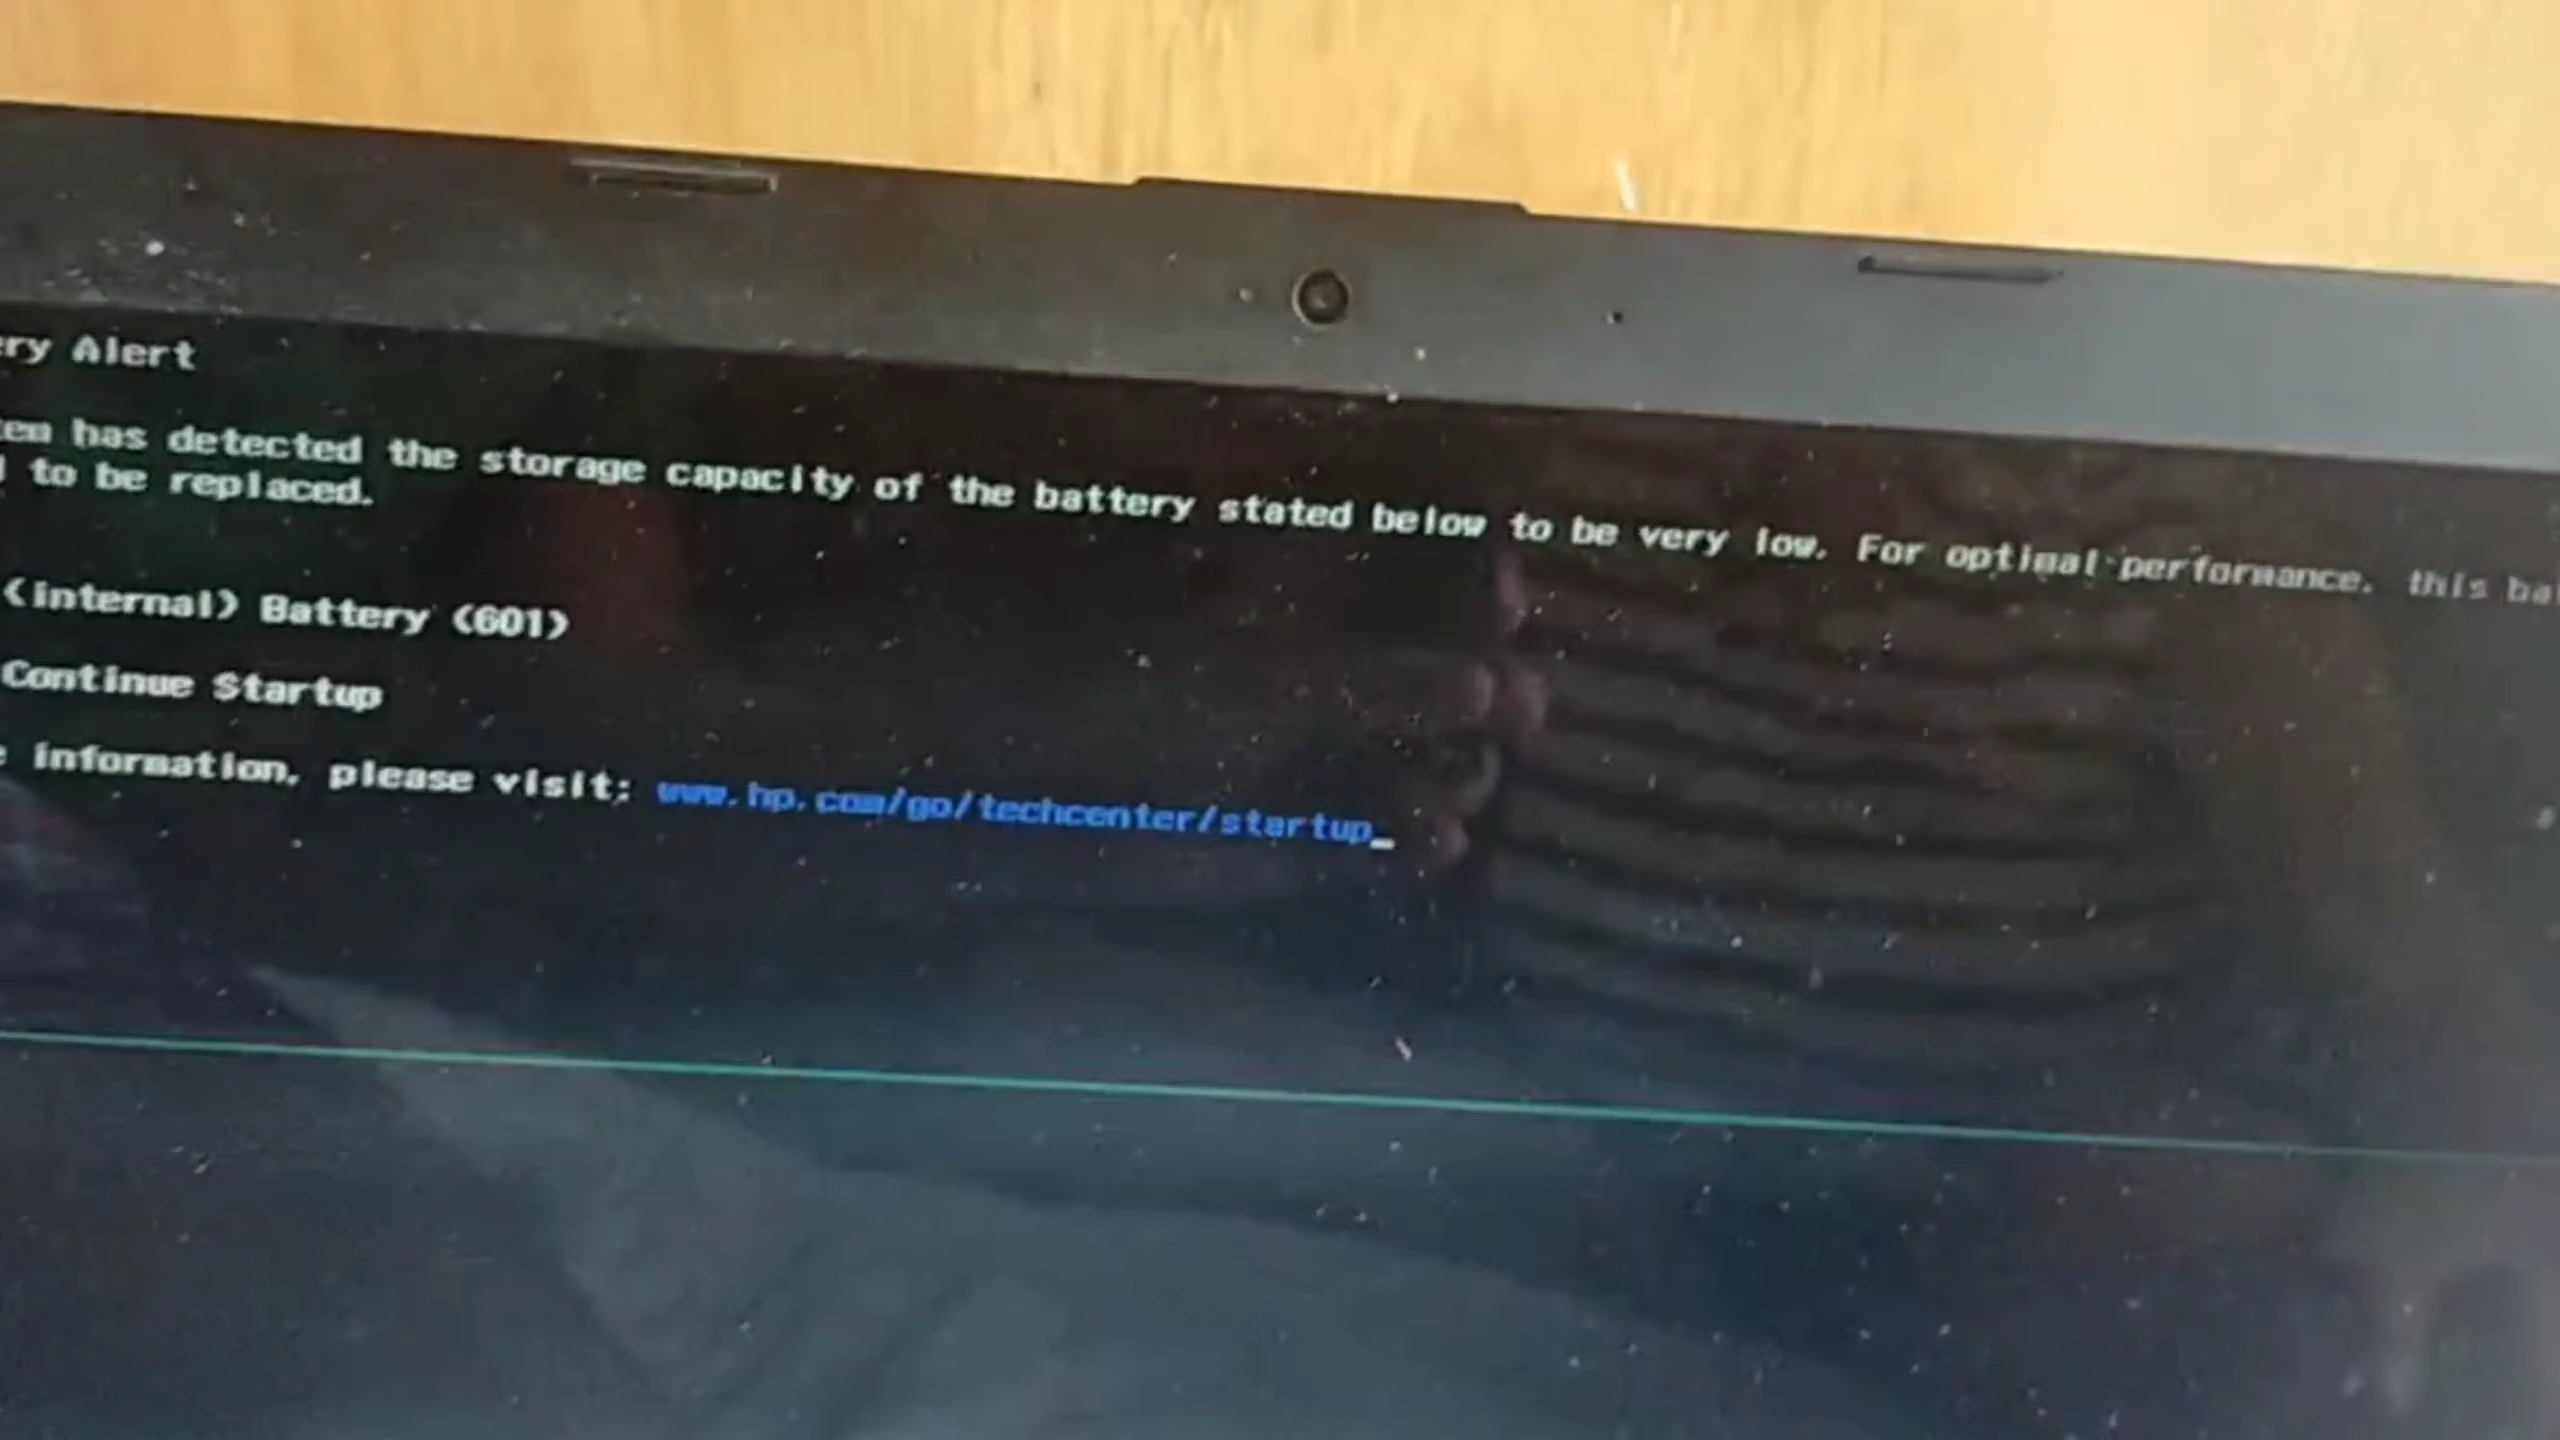 ry Alert
em has detected the storage capacity of the battery stated below to be very low. For optimal performance, this ba
to be replaced.
(internal) Battery (601)
Continue Startup
information, please visit: www.hp.com/go/techcenter/startup_